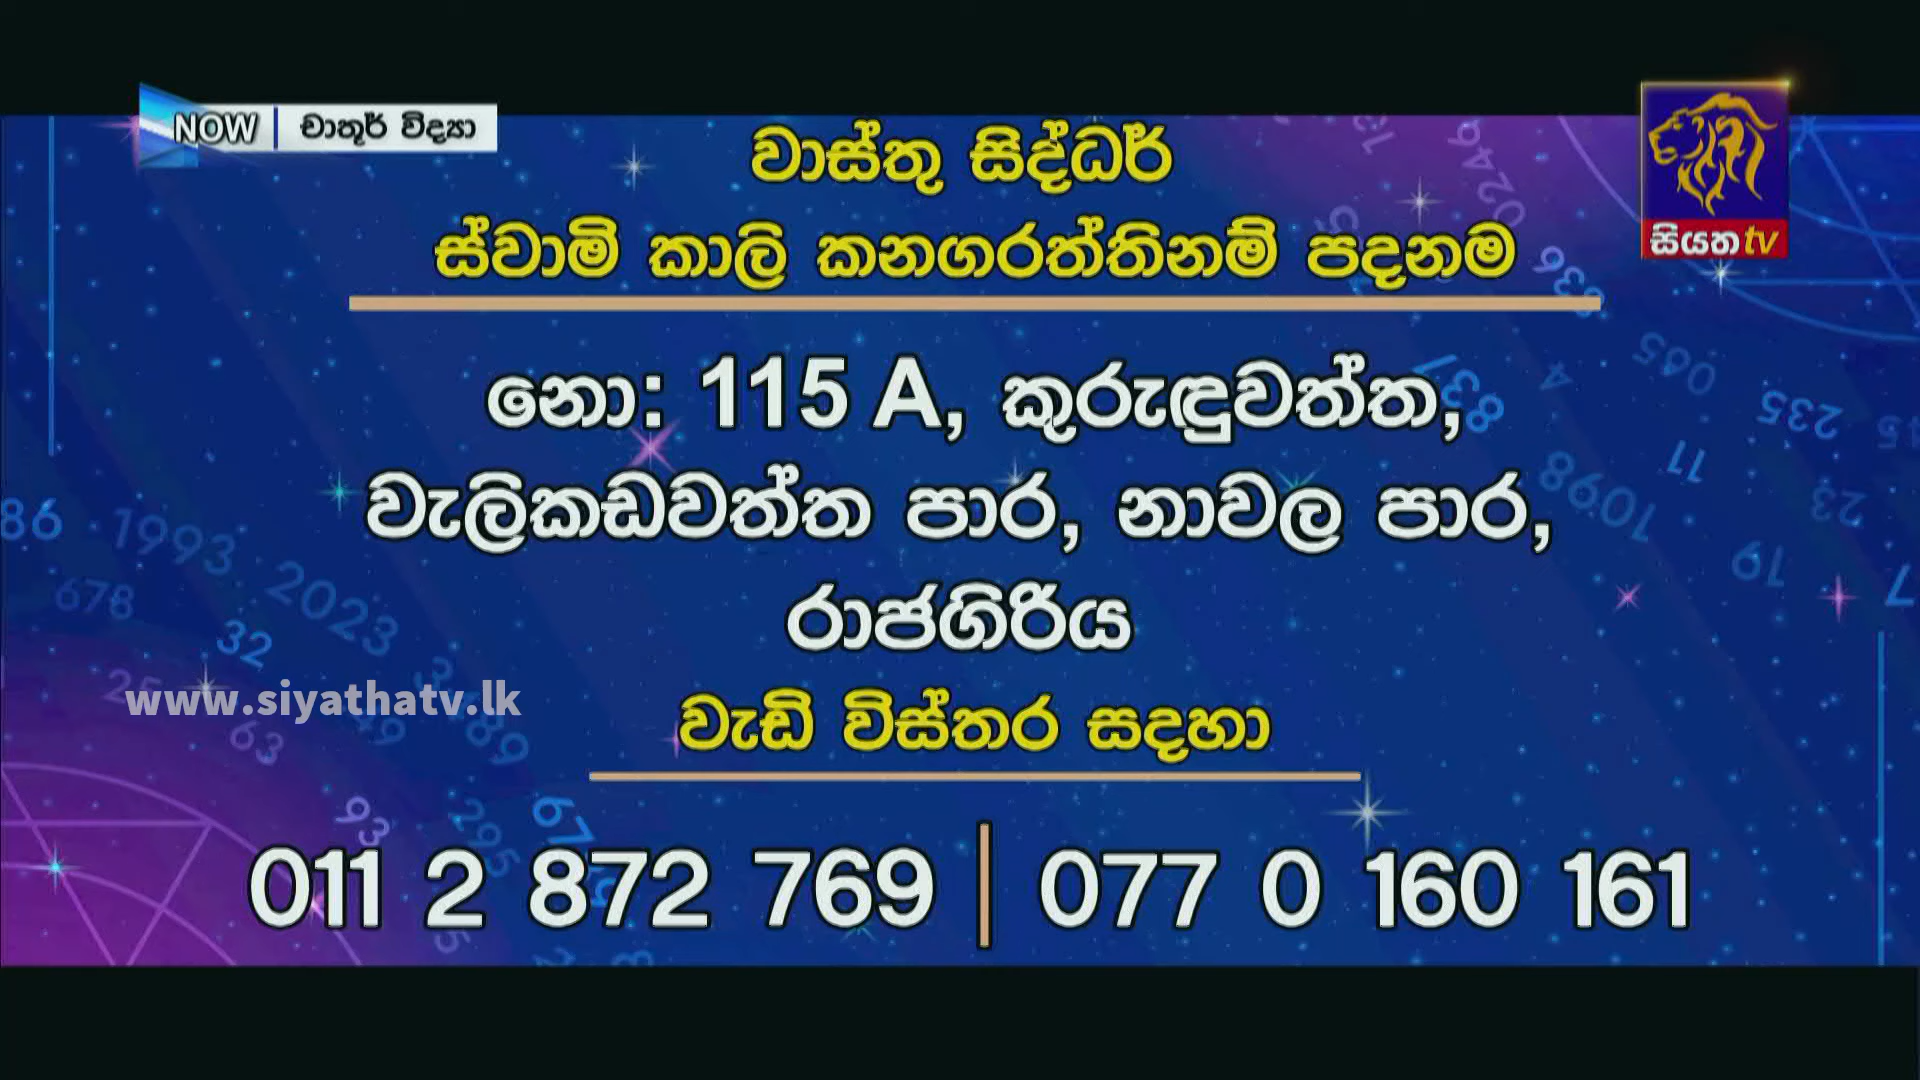 NOW චාතූර් විද්‍යා
සියත tv
වාස්තු සිද්ධර්
ස්වාමි කාලි කනගරත්තිනම් පදනම
නො: 115 A, කුරුඳුවත්ත,
වැලිකඩවත්ත පාර, නාවල පාර,
රාජගිරිය
www.siyathatv.lk
වැඩි විස්තර සඳහා
011 2 872 769 | 077 0 160 161